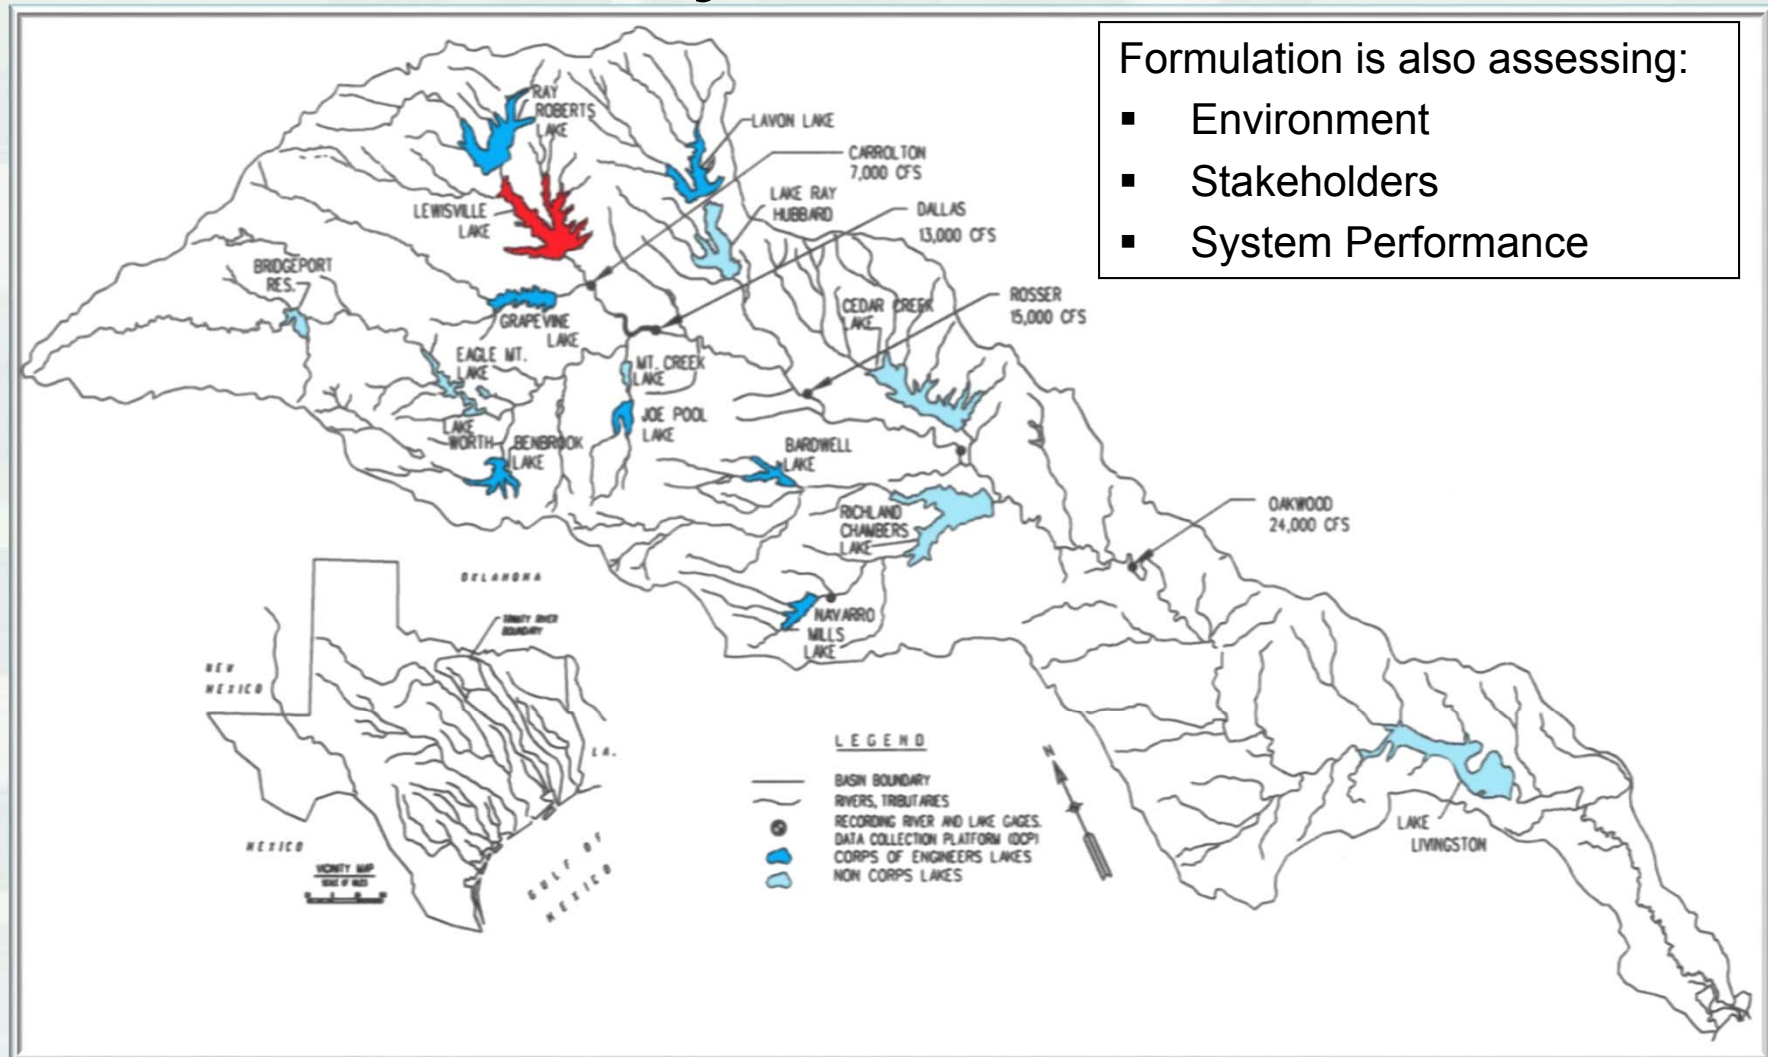 Formulation is also assessing:
▪ Environment
▪ Stakeholders
▪ System Performance
RAY
ROBERTS
LAKE
LAVON LAKE
CARROLTON
7,000 CFS
LAKE RAY
HUBBARD
DALLAS
13,000 CFS
LEWISVILLE
LAKE
BRIDGEPORT
RES.
GRAPEVINE
LAKE
CEDAR CREEK
LAKE
ROSSER
15,000 CFS
EAGLE MT.
LAKE
MT. CREEK
LAKE
LAKE
WORTH
BENBROOK
LAKE
JOE POOL
LAKE
BARDWELL
LAKE
RICHLAND
CHAMBERS
LAKE
OAKWOOD
24,000 CFS
NAVARRO
MILLS
LAKE
OKLAHOMA
TRINITY RIVER
BOUNDARY
NEW
MEXICO
LA.
MEXICO
GULF OF
MEXICO
VICINITY MAP
SCALE OF MILES
LEGEND
BASIN BOUNDARY
RIVERS, TRIBUTARIES
RECORDING RIVER AND LAKE GAGES.
DATA COLLECTION PLATFORM (DCP)
CORPS OF ENGINEERS LAKES
NON CORPS LAKES
N
LAKE
LIVINGSTON